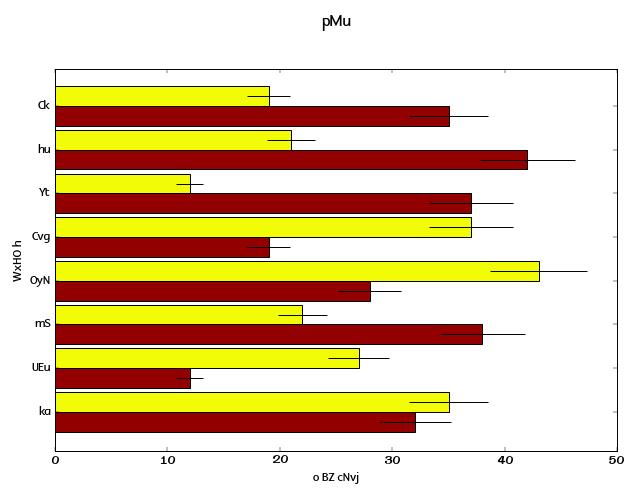 pMu
Ck
hu
Yt
Cvg
OyN
mS
UEu
ka
WxHO h
0 10 20 30 40 50
o BZ cNvj